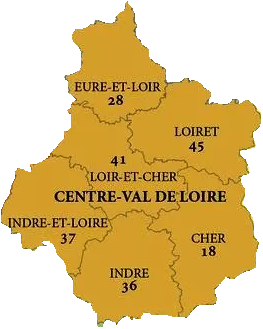 EURE-ET-LOIR
28
LOIRET
45
41
LOIR-ET-CHER
CENTRE-VAL DE LOIRE
INDRE-ET-LOIRE
37
CHER
18
INDRE
36